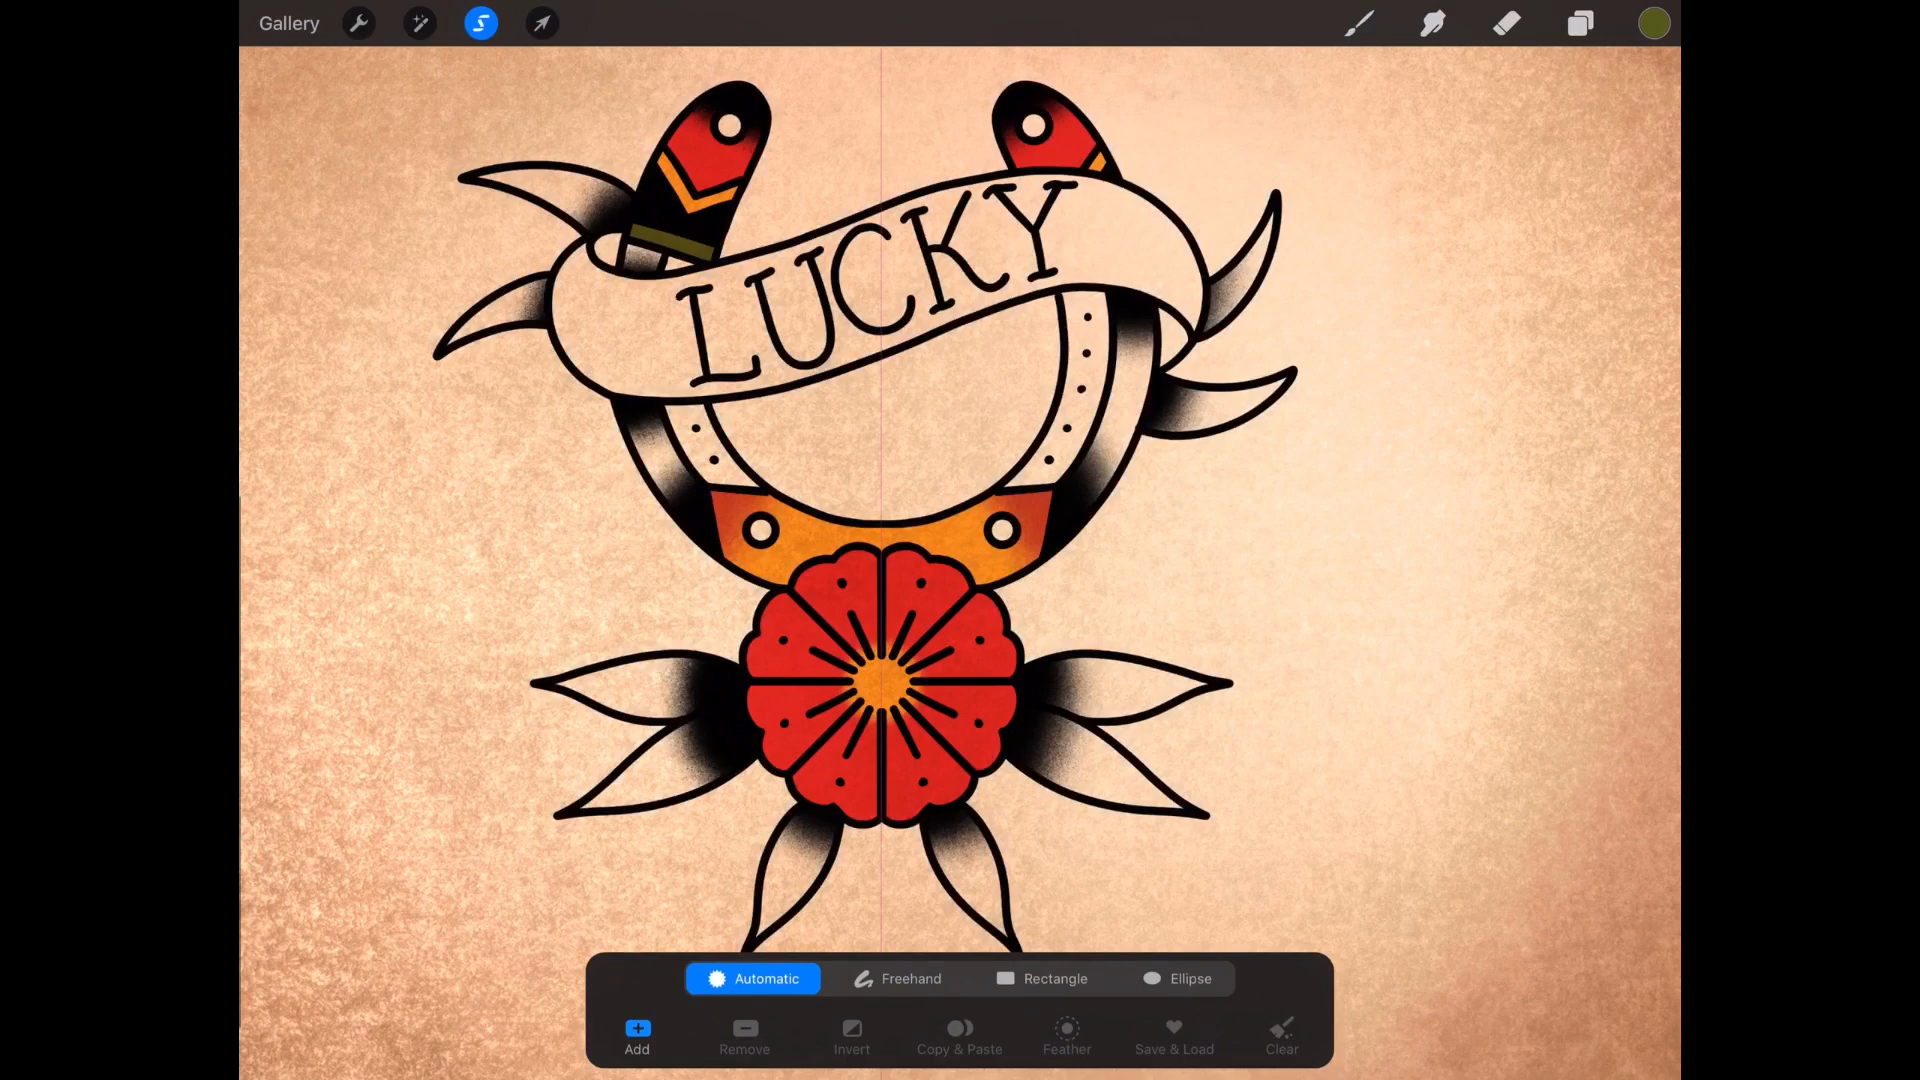 Gallery
LUCKY
Automatic Freehand Rectangle Ellipse
Add Remove Invert Copy & Paste Feather Save & Load Clear